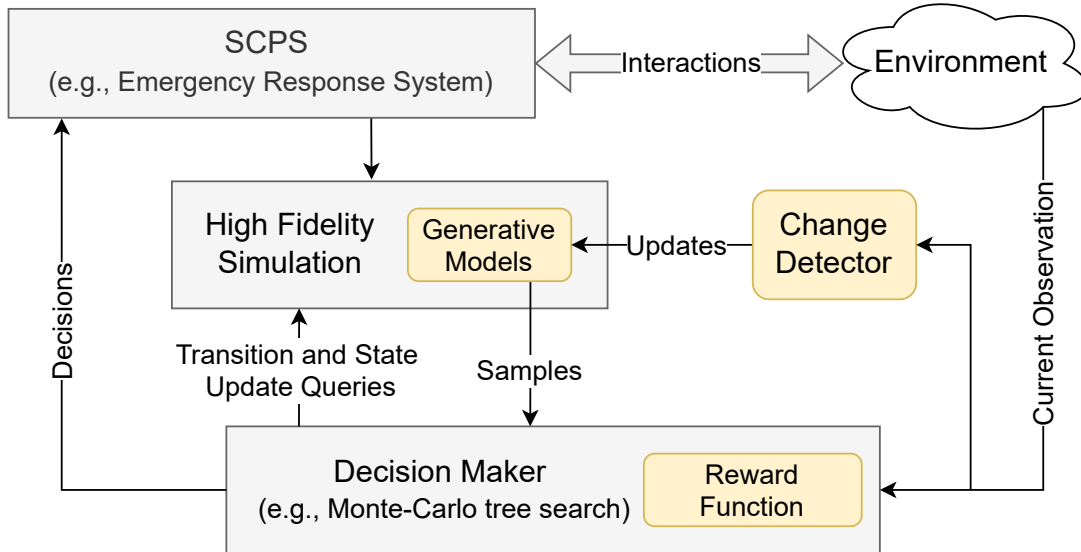 SCPS
(e.g., Emergency Response System)
Interactions
Environment
High Fidelity
Simulation
Generative
Models
Updates
Change
Detector
Current Observation
Decisions
Transition and State
Update Queries
Samples
Decision Maker
(e.g., Monte-Carlo tree search)
Reward
Function